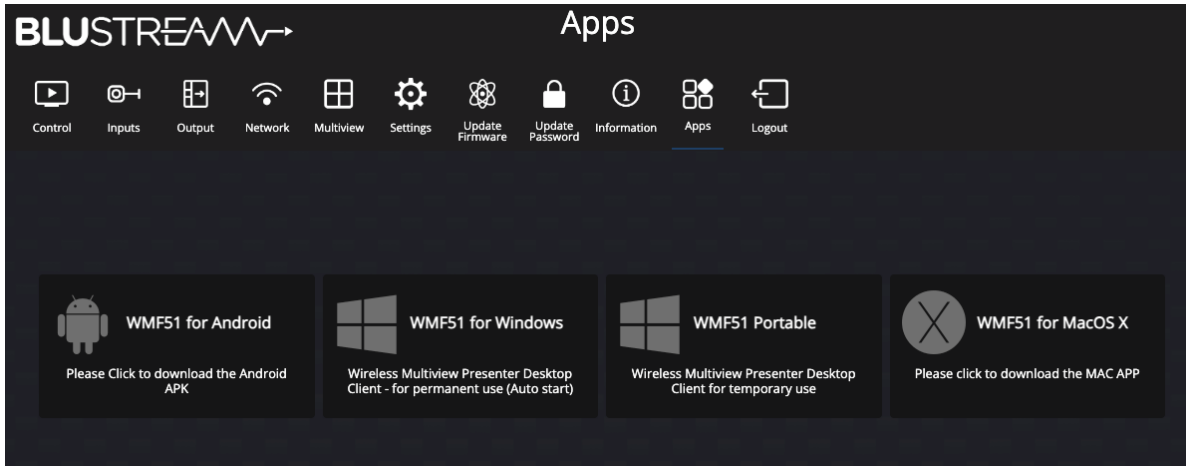 BLUSTREAM
Apps
Control
Inputs
Output
Network
Multiview
Settings
Update
Firmware
Update
Password
Information
Apps
Logout
WMF51 for Android
Please Click to download the Android
APK
WMF51 for Windows
Wireless Multiview Presenter Desktop
Client - for permanent use (Auto start)
WMF51 Portable
Wireless Multiview Presenter Desktop
Client for temporary use
WMF51 for MacOS X
Please click to download the MAC APP